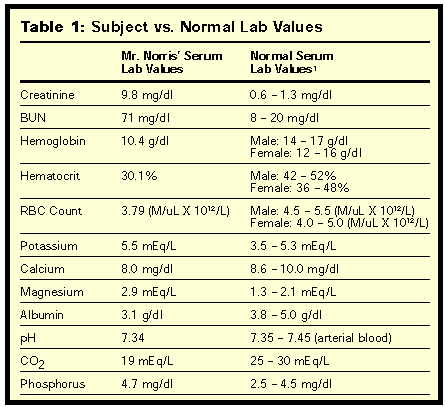 Table 1: Subject vs. Normal Lab Values
Mr. Norris’ Serum Normal Serum
Lab Values Lab Values¹
Creatinine 9.8 mg/dl 0.6 – 1.3 mg/dl
BUN 71 mg/dl 8 – 20 mg/dl
Hemoglobin 10.4 g/dl Male: 14 – 17 g/dl
Female: 12 – 16 g/dl
Hematocrit 30.1% Male: 42 – 52%
Female: 36 – 48%
RBC Count 3.79 (M/uL X 10¹²/L) Male: 4.5 – 5.5 (M/uL X 10¹²/L)
Female: 4.0 – 5.0 (M/uL X 10¹²/L)
Potassium 5.5 mEq/L 3.5 – 5.3 mEq/L
Calcium 8.0 mg/dl 8.6 – 10.0 mg/dl
Magnesium 2.9 mEq/L 1.3 – 2.1 mEq/L
Albumin 3.1 g/dl 3.8 – 5.0 g/dl
pH 7.34 7.35 – 7.45 (arterial blood)
CO₂ 19 mEq/L 25 – 30 mEq/L
Phosphorus 4.7 mg/dl 2.5 – 4.5 mg/dl